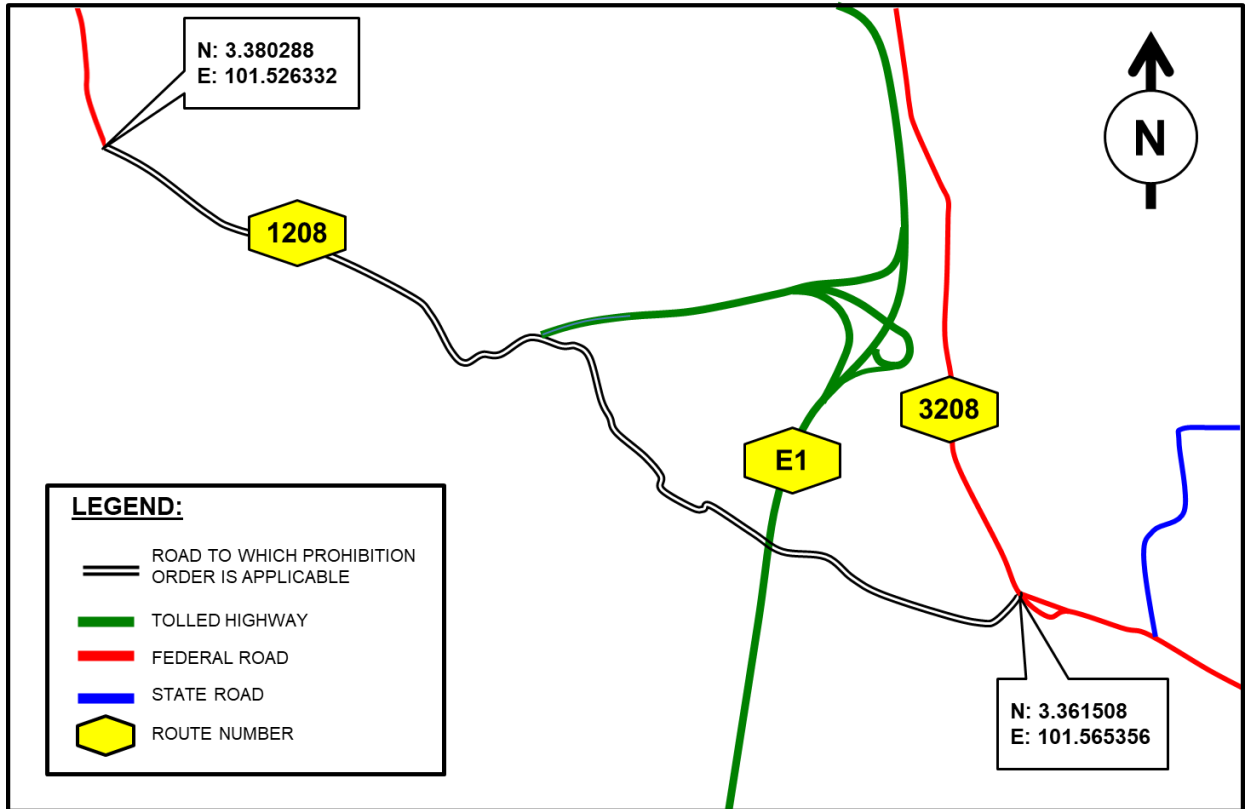 N: 3.380288
E: 101.526332
N
1208
3208
E1
LEGEND:
ROAD TO WHICH PROHIBITION
ORDER IS APPLICABLE
TOLLED HIGHWAY
FEDERAL ROAD
STATE ROAD
ROUTE NUMBER
N: 3.361508
E: 101.565356